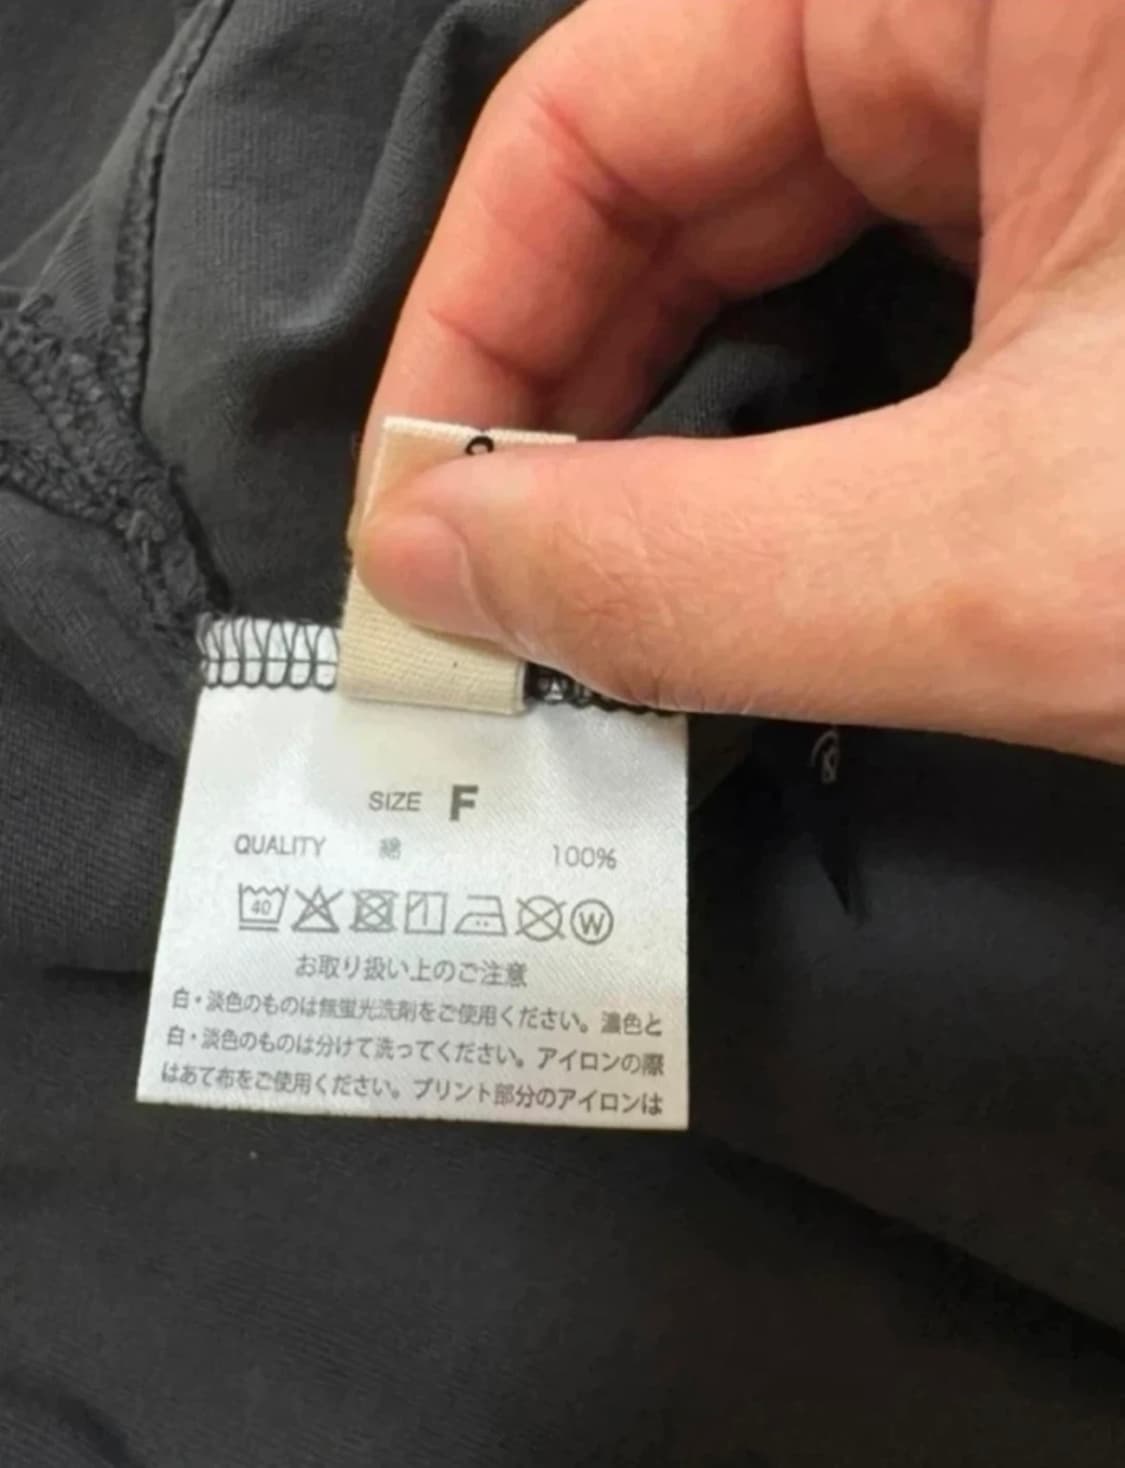 SIZE F
QUALITY 綿 100%
40 W
お取り扱い上のご注意
白・淡色のものは無蛍光洗剤をご使用ください。濃色と
白・淡色のものは分けて洗ってください。アイロンの際
はあて布をご使用ください。プリント部分のアイロンは